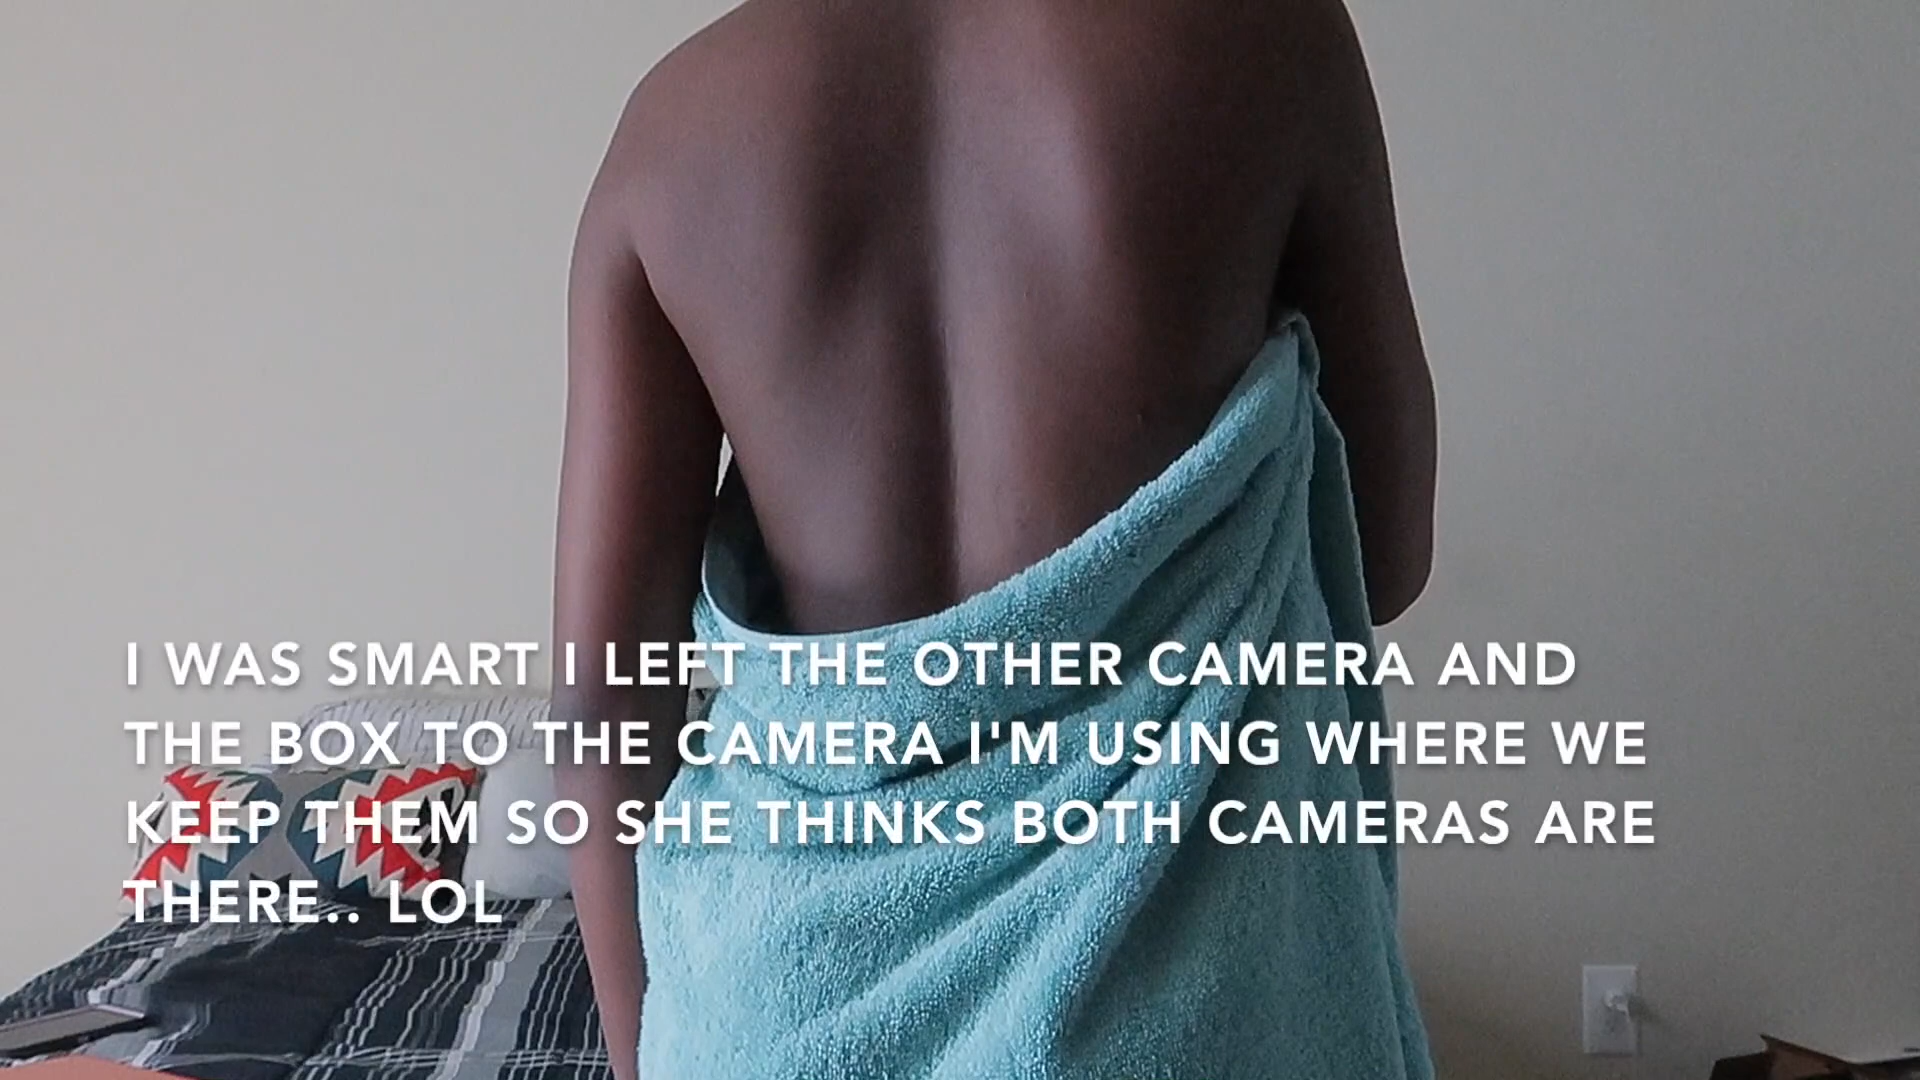 I WAS SMART I LEFT THE OTHER CAMERA AND
THE BOX TO THE CAMERA I'M USING WHERE WE
KEEP THEM SO SHE THINKS BOTH CAMERAS ARE
THERE.. LOL